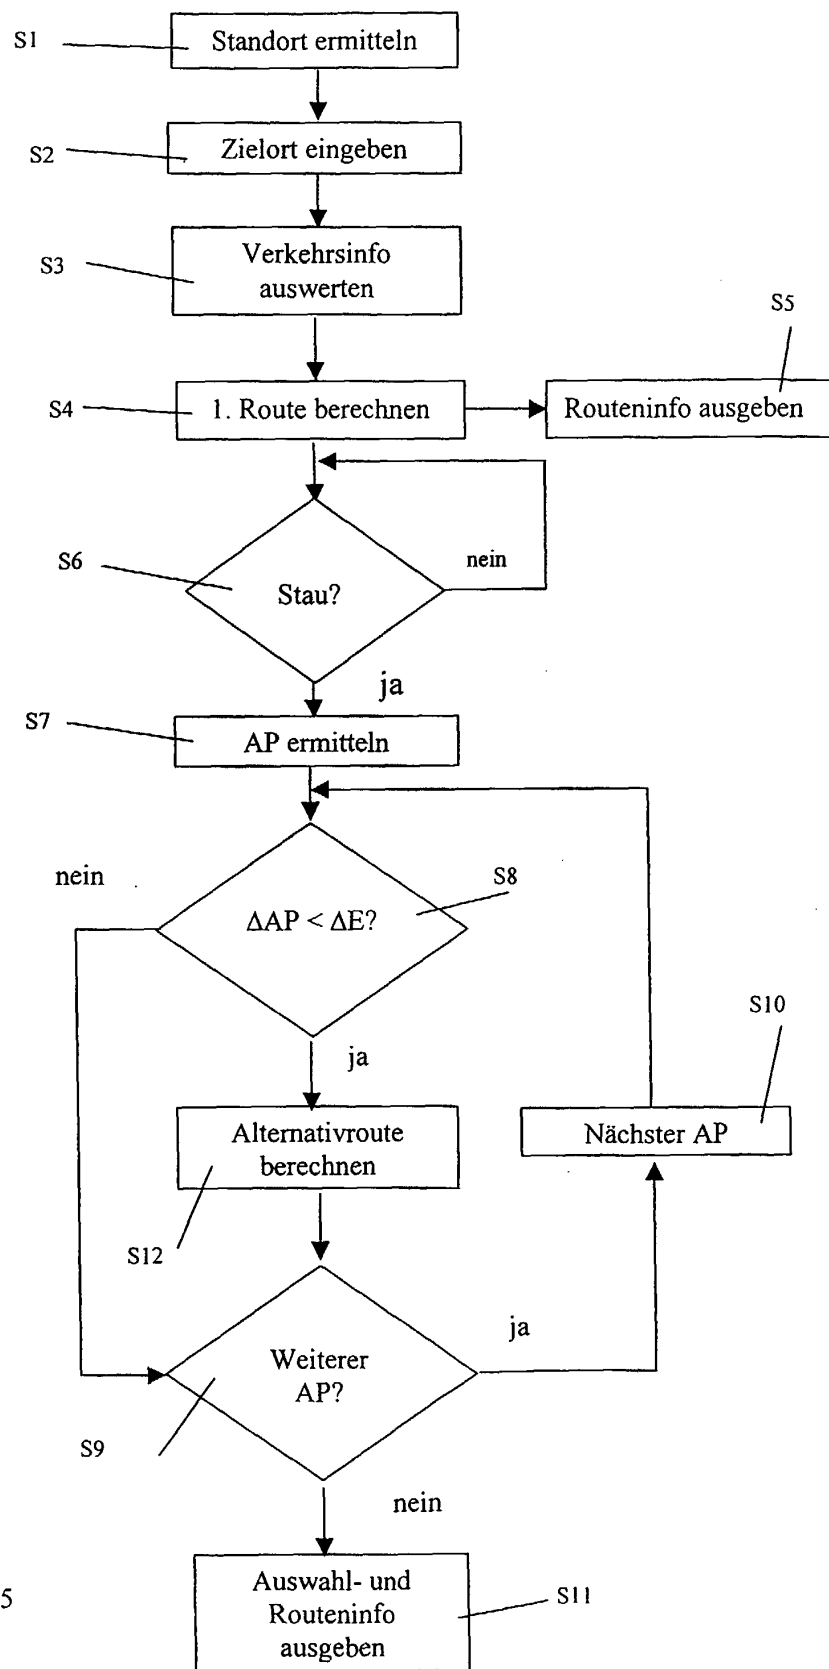 S1
Standort ermitteln
S2
Zielort eingeben
S3
Verkehrsinfo
auswerten
S5
S4
1. Route berechnen
Routeninfo ausgeben
S6
nein
Stau?
ja
S7
AP ermitteln
nein
S8
ΔAP < ΔE?
S10
ja
Alternativroute
berechnen
Nächster AP
S12
ja
Weiterer
AP?
S9
nein
Auswahl- und
Routeninfo
ausgeben
S11
5